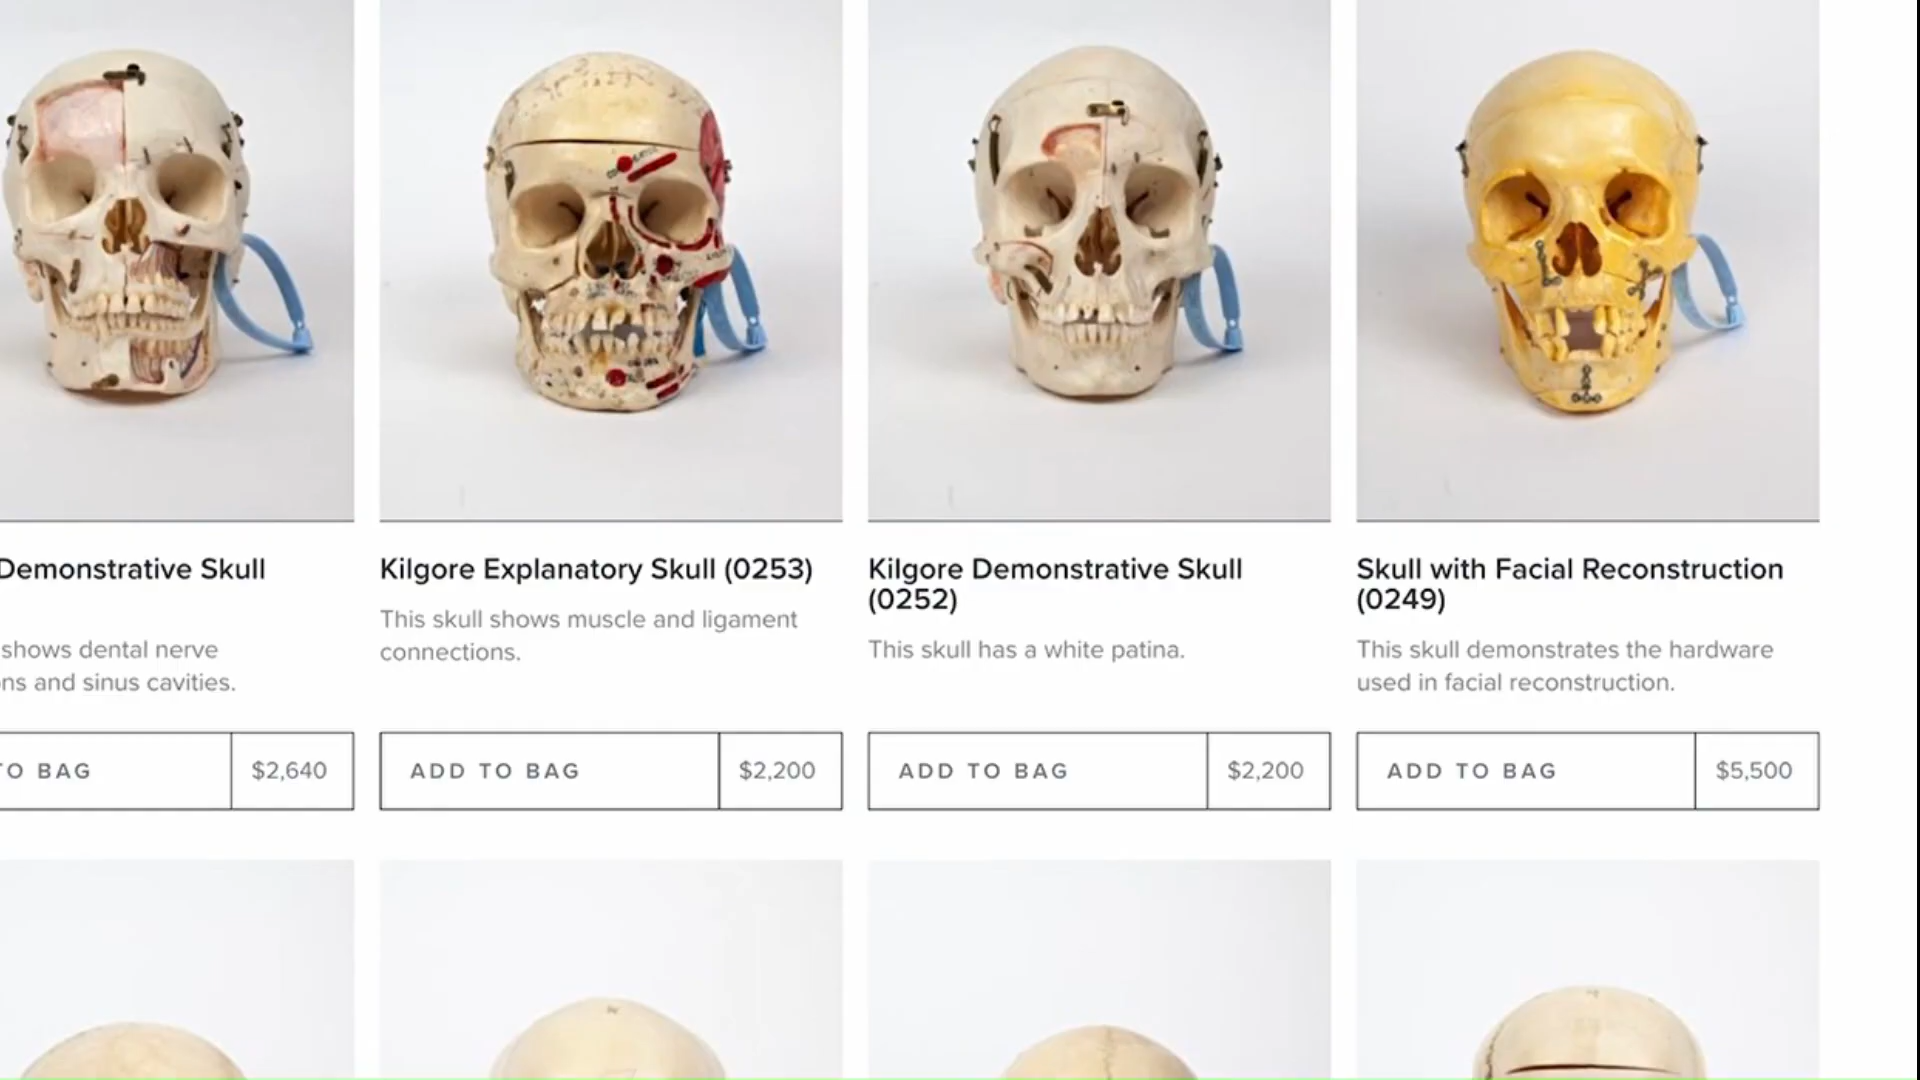 Demonstrative Skull
shows dental nerve
ns and sinus cavities.
TO BAG
$2,640
Kilgore Explanatory Skull (0253)
This skull shows muscle and ligament
connections.
ADD TO BAG
$2,200
Kilgore Demonstrative Skull
(0252)
This skull has a white patina.
ADD TO BAG
$2,200
Skull with Facial Reconstruction
(0249)
This skull demonstrates the hardware
used in facial reconstruction.
ADD TO BAG
$5,500